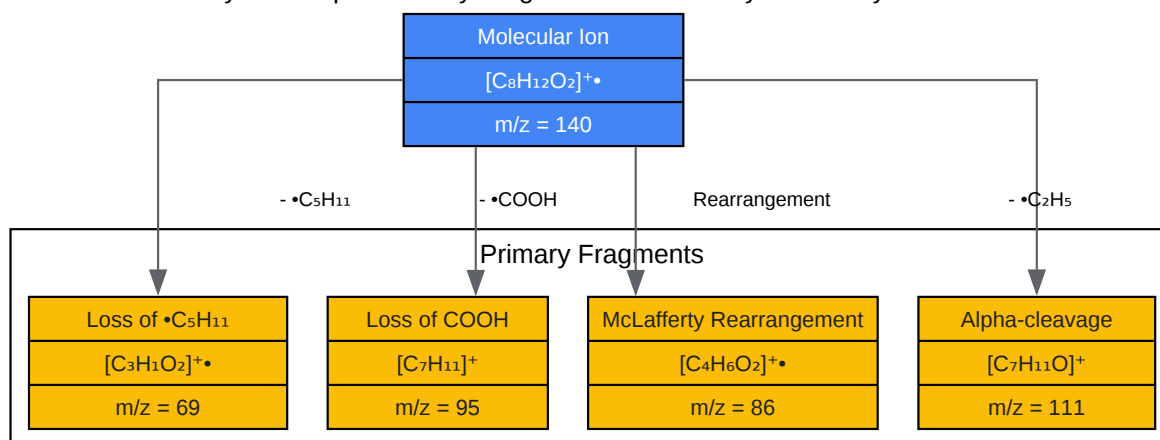 Molecular Ion
[C₈H₁₂O₂]⁺•
m/z = 140
- •C₅H₁₁
- •COOH
Rearrangement
- •C₂H₅
Primary Fragments
Loss of •C₅H₁₁
[C₃H₁O₂]⁺•
m/z = 69
Loss of COOH
[C₇H₁₁]⁺
m/z = 95
McLafferty Rearrangement
[C₄H₆O₂]⁺•
m/z = 86
Alpha-cleavage
[C₇H₁₁O]⁺
m/z = 111